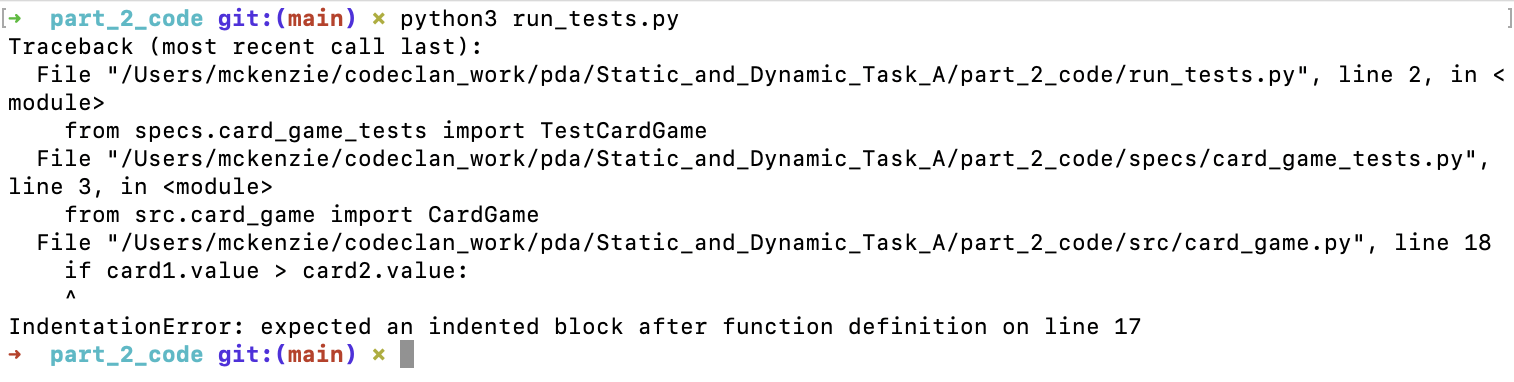 [➜  part_2_code git:(main) ✗ python3 run_tests.py ]
Traceback (most recent call last):
  File "/Users/mckenzie/codeclan_work/pda/Static_and_Dynamic_Task_A/part_2_code/run_tests.py", line 2, in <
module>
    from specs.card_game_tests import TestCardGame
  File "/Users/mckenzie/codeclan_work/pda/Static_and_Dynamic_Task_A/part_2_code/specs/card_game_tests.py",
line 3, in <module>
    from src.card_game import CardGame
  File "/Users/mckenzie/codeclan_work/pda/Static_and_Dynamic_Task_A/part_2_code/src/card_game.py", line 18
    if card1.value > card2.value:
    ^
IndentationError: expected an indented block after function definition on line 17
➜  part_2_code git:(main) ✗